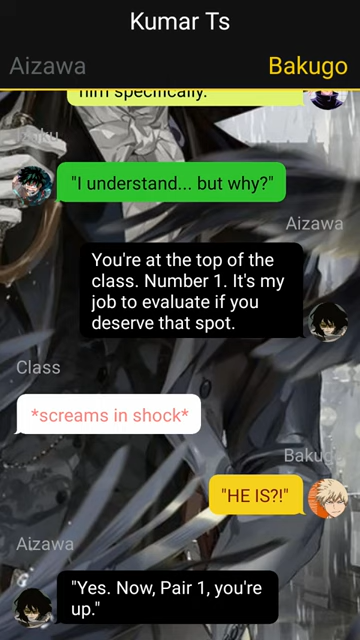 Kumar Ts
Aizawa
Bakugo
him specifically.
Deku
"I understand... but why?"
Aizawa
You're at the top of the
class. Number 1. It's my
job to evaluate if you
deserve that spot.
Class
*screams in shock*
Bakugo
"HE IS?!"
Aizawa
"Yes. Now, Pair 1, you're
up."